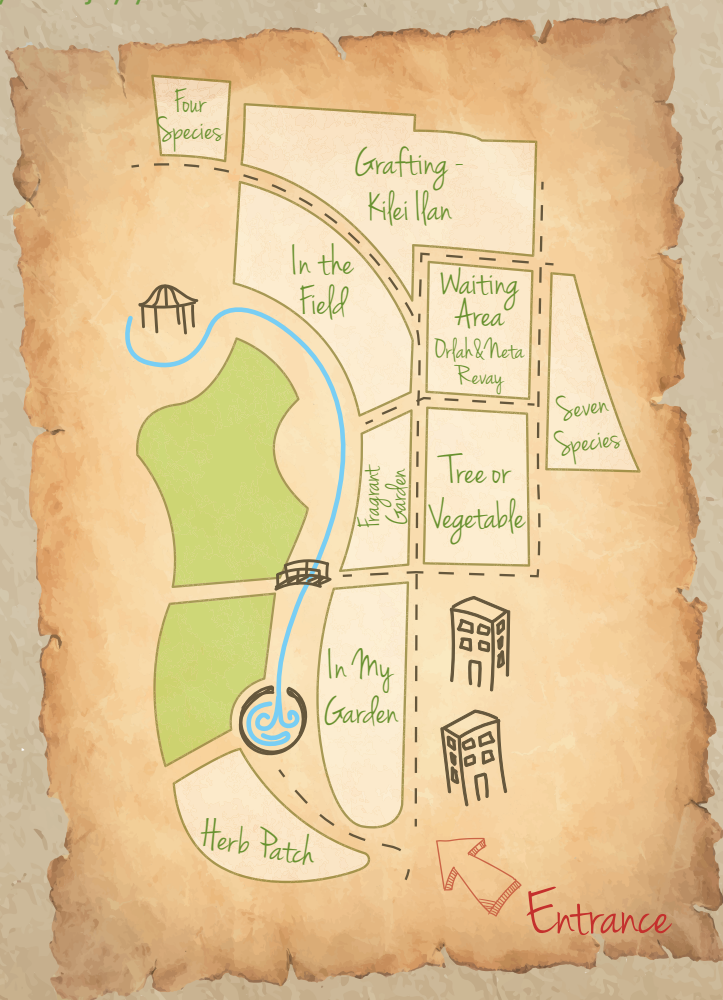 Four
Species
Grafting -
Kilei Ilan
In the
Field
Waiting
Area
Orlah & Neta
Revay
Seven
Species
Fragrant
Garden
Tree or
Vegetable
In My
Garden
Herb Patch
Entrance